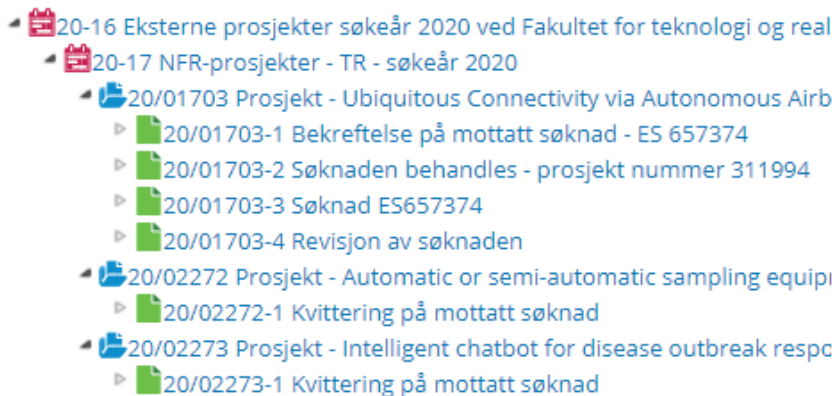 20-16 Eksterne prosjekter søkeår 2020 ved Fakultet for teknologi og real
20-17 NFR-prosjekter - TR - søkeår 2020
20/01703 Prosjekt - Ubiquitous Connectivity via Autonomous Airb
20/01703-1 Bekreftelse på mottatt søknad - ES 657374
20/01703-2 Søknaden behandles - prosjekt nummer 311994
20/01703-3 Søknad ES657374
20/01703-4 Revisjon av søknaden
20/02272 Prosjekt - Automatic or semi-automatic sampling equip
20/02272-1 Kvittering på mottatt søknad
20/02273 Prosjekt - Intelligent chatbot for disease outbreak respo
20/02273-1 Kvittering på mottatt søknad